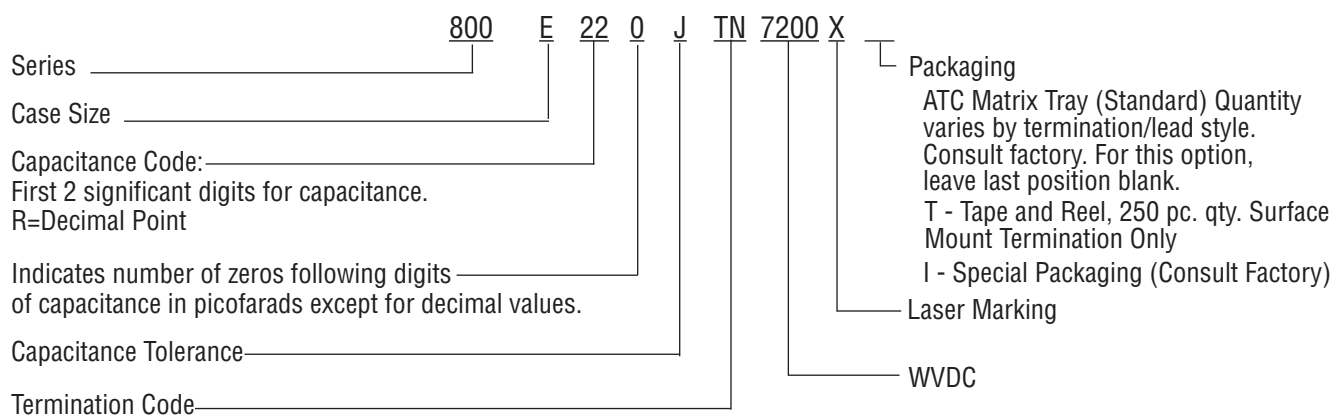 800 E 22 0 J TN 7200 X
Series
Case Size
Capacitance Code:
First 2 significant digits for capacitance.
R=Decimal Point
Indicates number of zeros following digits
of capacitance in picofarads except for decimal values.
Capacitance Tolerance
Termination Code
Packaging
ATC Matrix Tray (Standard) Quantity
varies by termination/lead style.
Consult factory. For this option,
leave last position blank.
T - Tape and Reel, 250 pc. qty. Surface
Mount Termination Only
I - Special Packaging (Consult Factory)
Laser Marking
WVDC